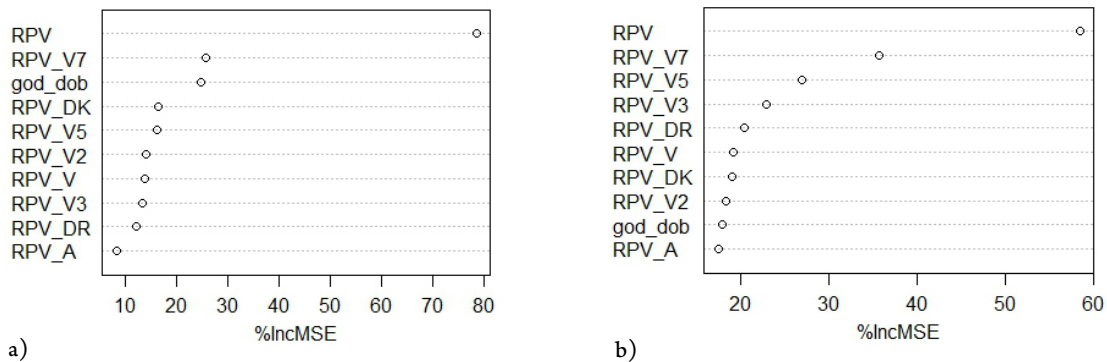 RPV
RPV_V7
god_dob
RPV_DK
RPV_V5
RPV_V2
RPV_V
RPV_V3
RPV_DR
RPV_A
10 20 30 40 50 60 70 80
%IncMSE
a)
RPV
RPV_V7
RPV_V5
RPV_V3
RPV_DR
RPV_V
RPV_DK
RPV_V2
god_dob
RPV_A
20 30 40 50 60
%IncMSE
b)